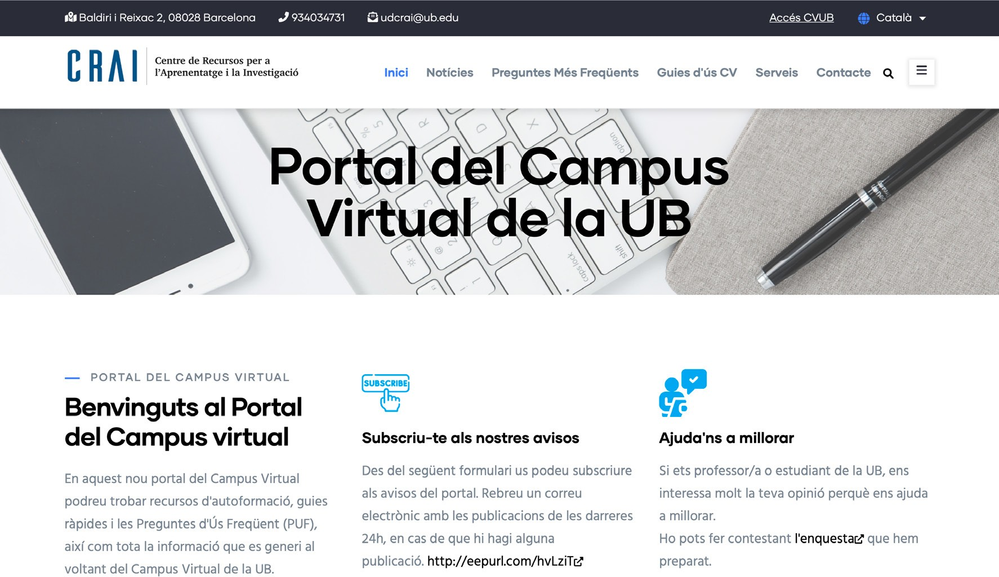 Baldiri i Reixac 2, 08028 Barcelona
934034731
udcrai@ub.edu
Accés CVUB
Català
CRAI
Centre de Recursos per a
l'Aprenentatge i la Investigació
Inici
Notícies
Preguntes Més Freqüents
Guies d'ús CV
Serveis
Contacte
Portal del Campus
Virtual de la UB
PORTAL DEL CAMPUS VIRTUAL
Benvinguts al Portal
del Campus virtual
En aquest nou portal del Campus Virtual
podreu trobar recursos d'autoformació, guies
ràpides i les Preguntes d'Ús Freqüent (PUF),
així com tota la informació que es generi al
voltant del Campus Virtual de la UB.
SUBSCRIBE
Subscriu-te als nostres avisos
Des del següent formulari us podeu subscriure
als avisos del portal. Rebreu un correu
electrònic amb les publicacions de les darreres
24h, en cas de que hi hagi alguna
publicació. http://eepurl.com/hvLziT
Ajuda'ns a millorar
Si ets professor/a o estudiant de la UB, ens
interessa molt la teva opinió perquè ens ajuda
a millorar.
Ho pots fer contestant l'enquesta que hem
preparat.
option
caps lock
shift